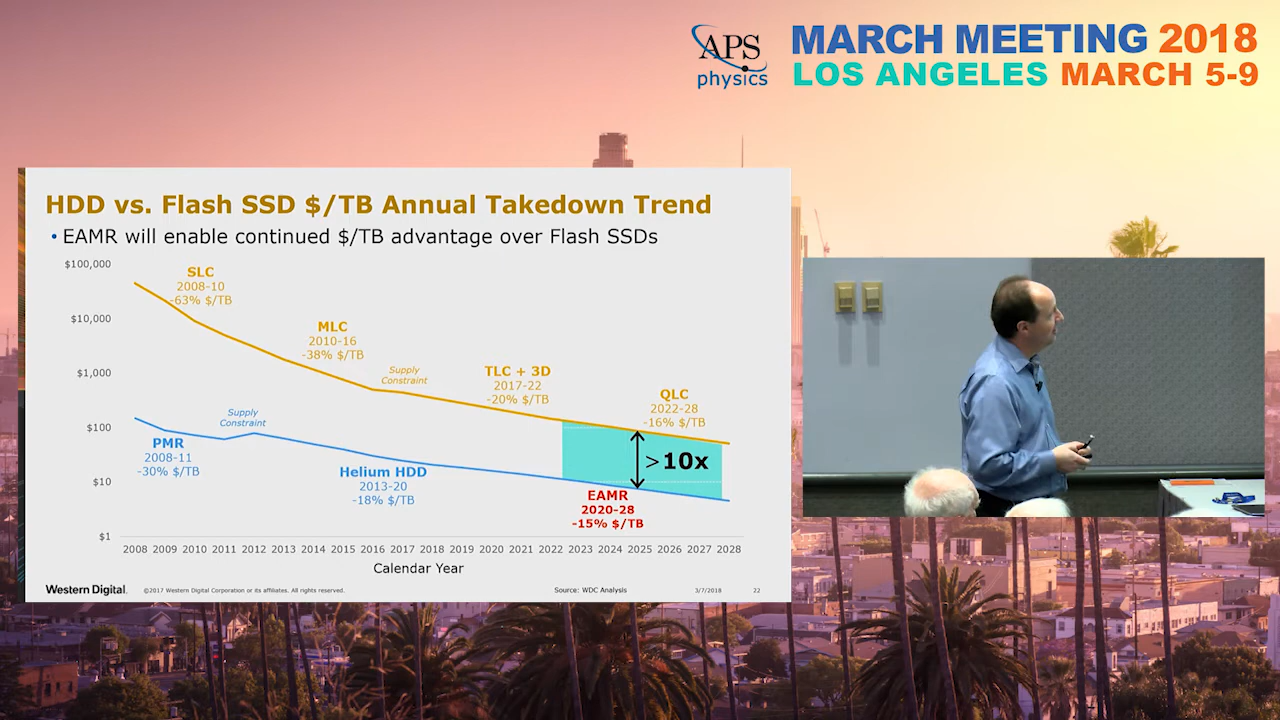 APS
physics
MARCH MEETING 2018
LOS ANGELES MARCH 5-9
HDD vs. Flash SSD $/TB Annual Takedown Trend
• EAMR will enable continued $/TB advantage over Flash SSDs
$100,000
$10,000
$1,000
$100
$10
$1
SLC
2008-10
-63% $/TB
MLC
2010-16
-38% $/TB
Supply
Constraint
TLC + 3D
2017-22
-20% $/TB
QLC
2022-28
-16% $/TB
Supply
Constraint
PMR
2008-11
-30% $/TB
Helium HDD
2013-20
-18% $/TB
>10x
EAMR
2020-28
-15% $/TB
2008 2009 2010 2011 2012 2013 2014 2015 2016 2017 2018 2019 2020 2021 2022 2023 2024 2025 2026 2027 2028
Calendar Year
Western Digital.
©2017 Western Digital Corporation or its affiliates. All rights reserved.
Source: WDC Analysis
3/7/2018
22